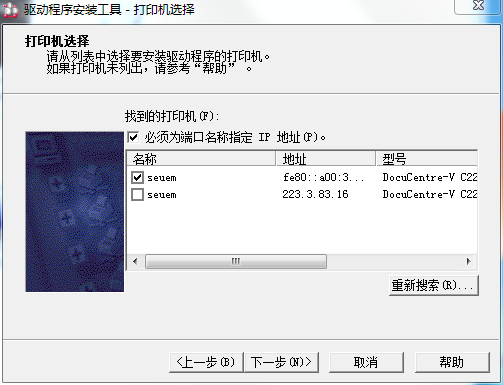 驱动程序安装工具 - 打印机选择
打印机选择
请从列表中选择要安装驱动程序的打印机。
如果打印机未列出，请参考“帮助” 。
找到的打印机(F):
必须为端口名称指定 IP 地址(P)。
名称 地址 型号
seuem fe80::a00:3... DocuCentre-V C22
seuem 223.3.83.16 DocuCentre-V C22
重新搜索(R)...
<上一步(B) 下一步(N)> 取消 帮助